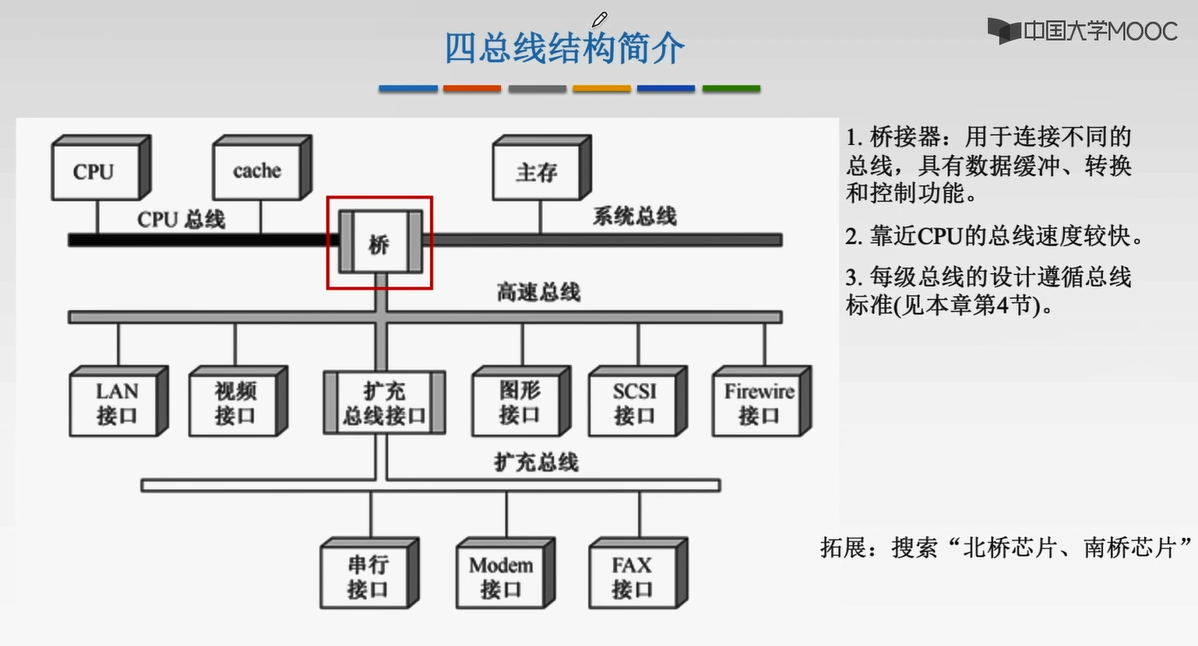 四总线结构简介
中国大学MOOC
CPU
cache
主存
CPU 总线
系统总线
桥
高速总线
LAN
接口
视频
接口
扩充
总线接口
图形
接口
SCSI
接口
Firewire
接口
扩充总线
串行
接口
Modem
接口
FAX
接口
1. 桥接器：用于连接不同的
总线，具有数据缓冲、转换
和控制功能。
2. 靠近CPU的总线速度较快。
3. 每级总线的设计遵循总线
标准(见本章第4节)。
拓展：搜索“北桥芯片、南桥芯片”